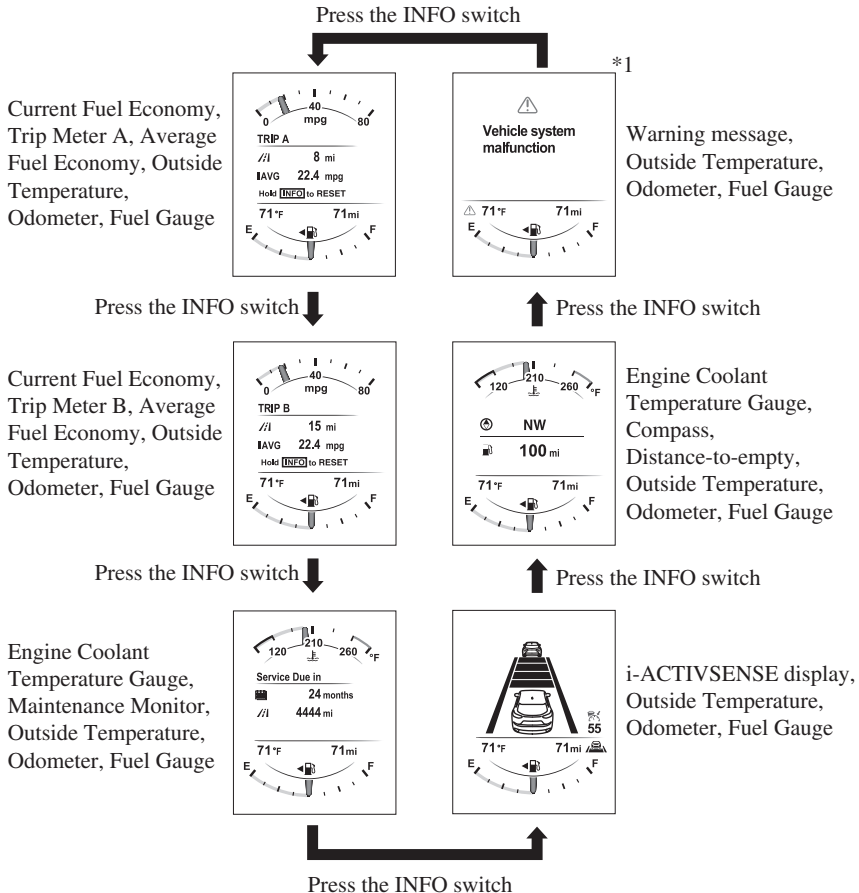 Press the INFO switch
*1
Current Fuel Economy,
Trip Meter A, Average
Fuel Economy, Outside
Temperature,
Odometer, Fuel Gauge
0
40
mpg
80
TRIP A
8 mi
AVG 22.4 mpg
Hold INFO to RESET
71°F 71mi
E F
Vehicle system
malfunction
71°F 71mi
E F
Warning message,
Outside Temperature,
Odometer, Fuel Gauge
Press the INFO switch
Press the INFO switch
Current Fuel Economy,
Trip Meter B, Average
Fuel Economy, Outside
Temperature,
Odometer, Fuel Gauge
0
40
mpg
80
TRIP B
15 mi
AVG 22.4 mpg
Hold INFO to RESET
71°F 71mi
E F
120 210 260 °F
NW
100 mi
71°F 71mi
E F
Engine Coolant
Temperature Gauge,
Compass,
Distance-to-empty,
Outside Temperature,
Odometer, Fuel Gauge
Press the INFO switch
Press the INFO switch
Engine Coolant
Temperature Gauge,
Maintenance Monitor,
Outside Temperature,
Odometer, Fuel Gauge
120 210 260 °F
Service Due in
24 months
4444 mi
71°F 71mi
E F
55
71°F 71mi
E F
i-ACTIVSENSE display,
Outside Temperature,
Odometer, Fuel Gauge
Press the INFO switch